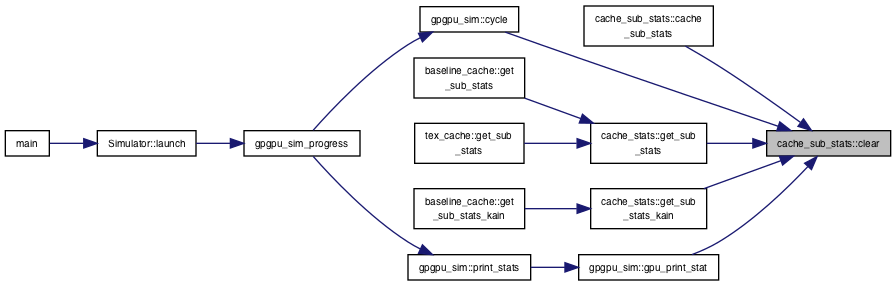 gpgpu_sim::cycle
cache_sub_stats::cache
_sub_stats
baseline_cache::get
_sub_stats
main
Simulator::launch
gpgpu_sim_progress
tex_cache::get_sub
_stats
cache_stats::get_sub
_stats
cache_sub_stats::clear
baseline_cache::get
_sub_stats_kain
cache_stats::get_sub
_stats_kain
gpgpu_sim::print_stats
gpgpu_sim::gpu_print_stat